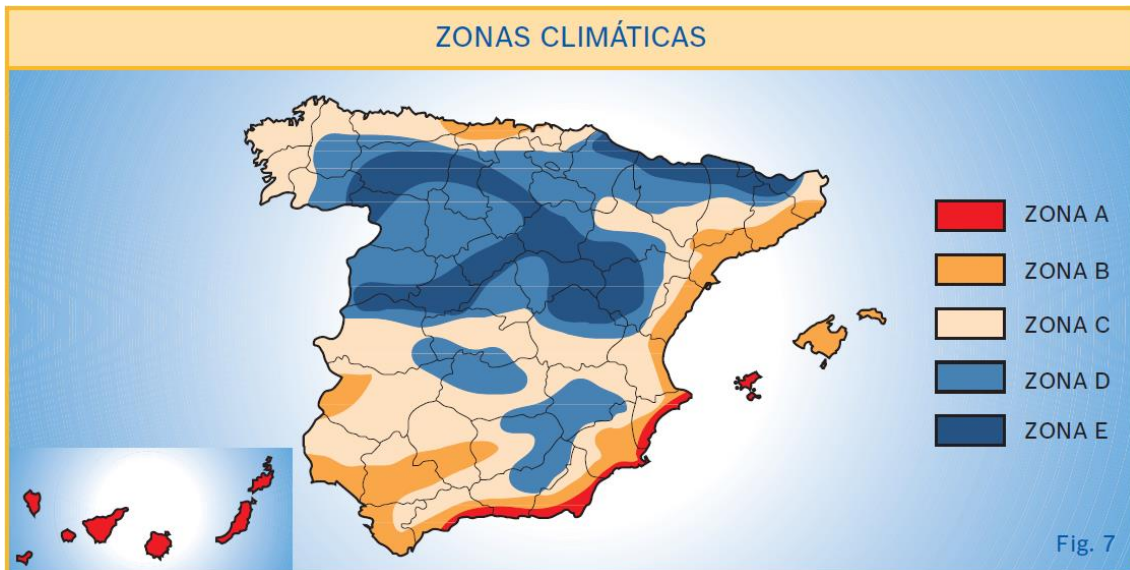 ZONAS CLIMÁTICAS
ZONA A
ZONA B
ZONA C
ZONA D
ZONA E
Fig. 7